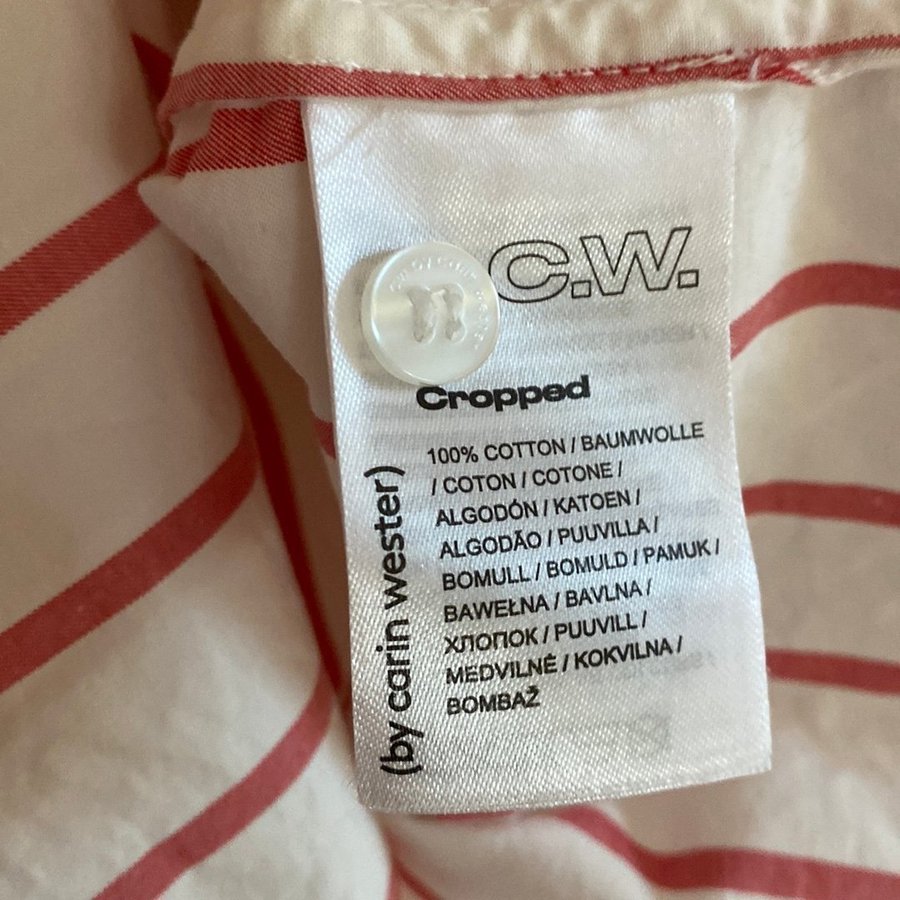 C.W.
Cropped
100% COTTON / BAUMWOLLE
/ COTON / COTONE /
ALGODÓN / KATOEN /
ALGODÃO / PUUVILLA /
BOMULL / BOMULD / PAMUK /
BAWEŁNA / BAVLNA /
ХЛОПОК / PUUVILL /
MEDVILNÉ / KOKVILNA /
BOMBAŽ
(by carin wester)